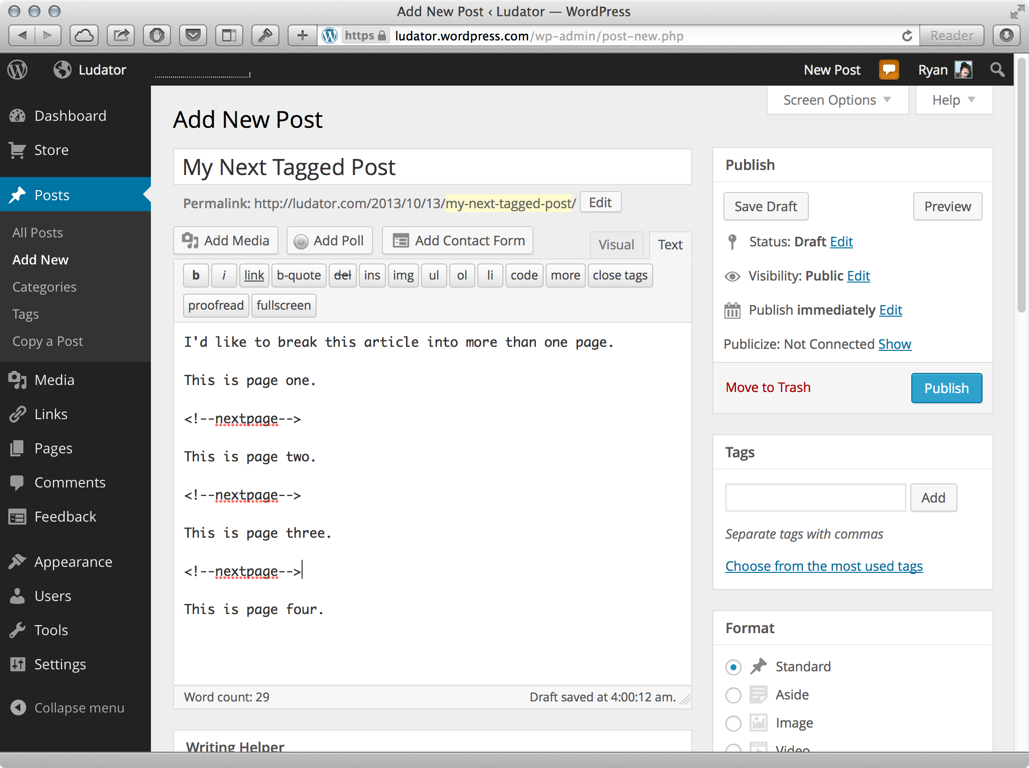 Add New Post ‹ Ludator — WordPress
https ludator.wordpress.com/wp-admin/post-new.php Reader
Ludator New Post Ryan
Screen Options Help
Dashboard
Store
Posts
All Posts
Add New
Categories
Tags
Copy a Post
Media
Links
Pages
Comments
Feedback
Appearance
Users
Tools
Settings
Collapse menu
Add New Post
My Next Tagged Post
Permalink: http://ludator.com/2013/10/13/my-next-tagged-post/ Edit
Add Media Add Poll Add Contact Form Visual Text
b i link b-quote del ins img ul ol li code more close tags
proofread fullscreen
I'd like to break this article into more than one page.
This is page one.
<!--nextpage-->
This is page two.
<!--nextpage-->
This is page three.
<!--nextpage-->
This is page four.
Word count: 29 Draft saved at 4:00:12 am.
Writing Helper
Publish
Save Draft Preview
Status: Draft Edit
Visibility: Public Edit
Publish immediately Edit
Publicize: Not Connected Show
Move to Trash Publish
Tags
Add
Separate tags with commas
Choose from the most used tags
Format
Standard
Aside
Image
Video